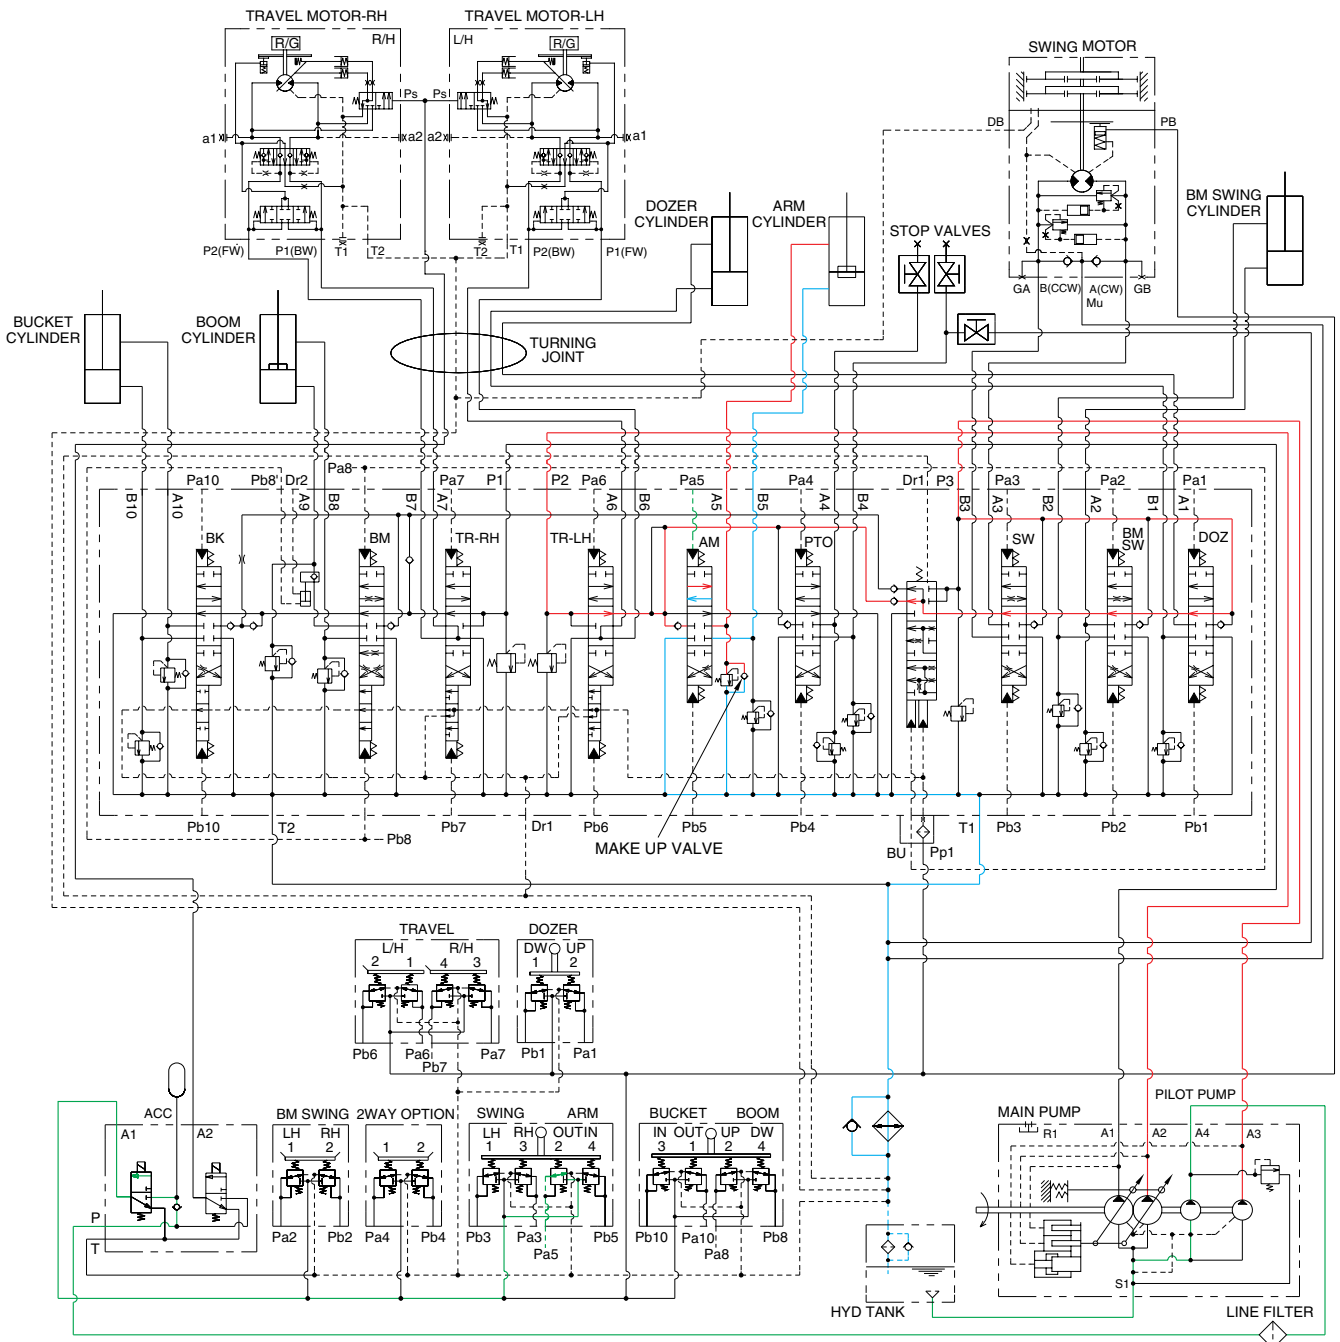 TRAVEL MOTOR-RH
TRAVEL MOTOR-LH
R/G
R/H
L/H
R/G
SWING MOTOR
Ps
Ps
DB
PB
a1
a2
a2
a1
DOZER
CYLINDER
ARM
CYLINDER
BM SWING
CYLINDER
STOP VALVES
P2(FW)
P1(BW)
T1
T2
T2
T1
P2(BW)
P1(FW)
GA
B(CCW)
A(CW)
GB
Mu
BUCKET
CYLINDER
BOOM
CYLINDER
TURNING
JOINT
Pa10
Pb8'
Dr2
Pa8
Pa7
P1
P2
Pa6
Pa5
Pa4
Dr1
P3
Pa3
Pa2
Pa1
B10
A10
A9
B8
B7
A7
A6
B6
A5
B5
A4
B4
B3
A3
B2
A2
B1
A1
BK
BM
TR-RH
TR-LH
AM
PTO
SW
BM
SW
DOZ
Pb10
T2
Pb8
Pb7
Dr1
Pb6
Pb5
Pb4
T1
Pb3
Pb2
Pb1
MAKE UP VALVE
BU
Pp1
TRAVEL
L/H
R/H
2
1
4
3
DOZER
DW
UP
1
2
Pb6
Pa6
Pb7
Pa7
Pb1
Pa1
ACC
A1
A2
P
T
BM SWING
LH
RH
1
2
Pa2
Pb2
2WAY OPTION
1
2
Pa4
Pb4
SWING
ARM
LH
RH
OUT
IN
1
3
2
4
Pb3
Pa3
Pa5
Pb5
BUCKET
BOOM
IN
OUT
UP
DW
3
1
2
4
Pb10
Pa10
Pa8
Pb8
PILOT PUMP
MAIN PUMP
R1
A1
A2
A4
A3
S1
HYD TANK
LINE FILTER